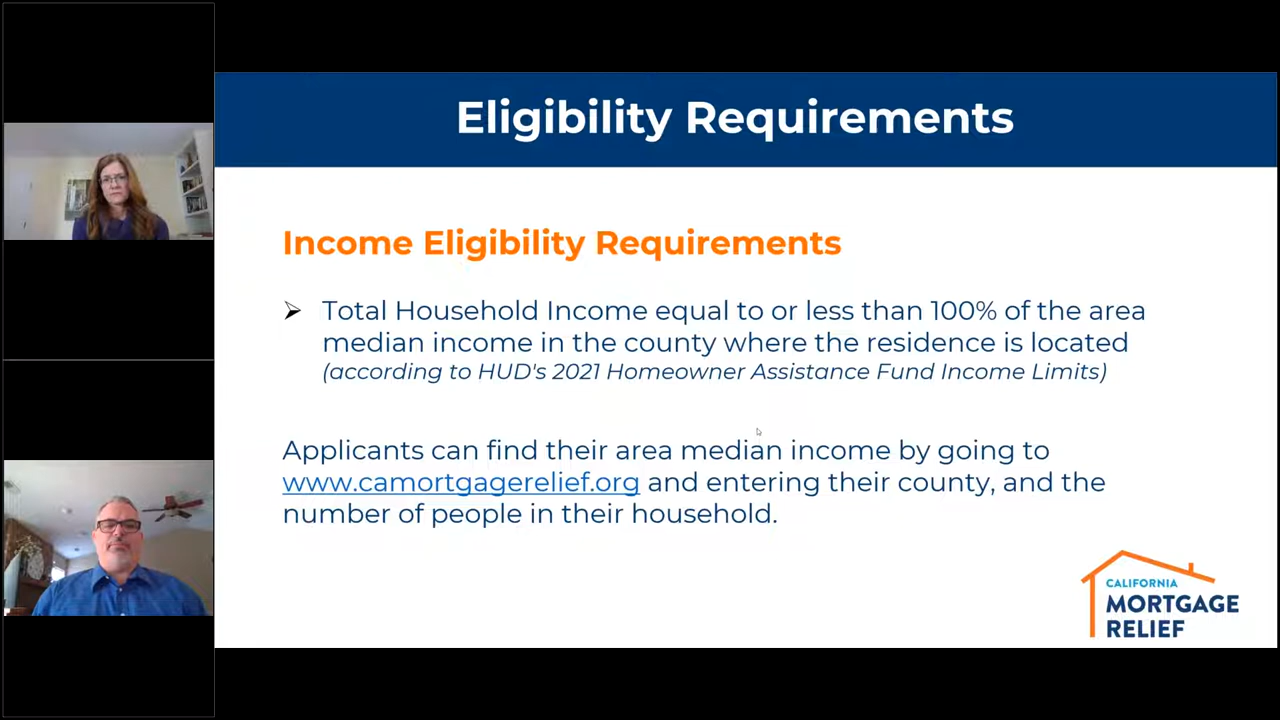 Eligibility Requirements
Income Eligibility Requirements
Total Household Income equal to or less than 100% of the area
median income in the county where the residence is located
(according to HUD's 2021 Homeowner Assistance Fund Income Limits)
Applicants can find their area median income by going to
www.camortgagerelief.org and entering their county, and the
number of people in their household.
CALIFORNIA
MORTGAGE
RELIEF